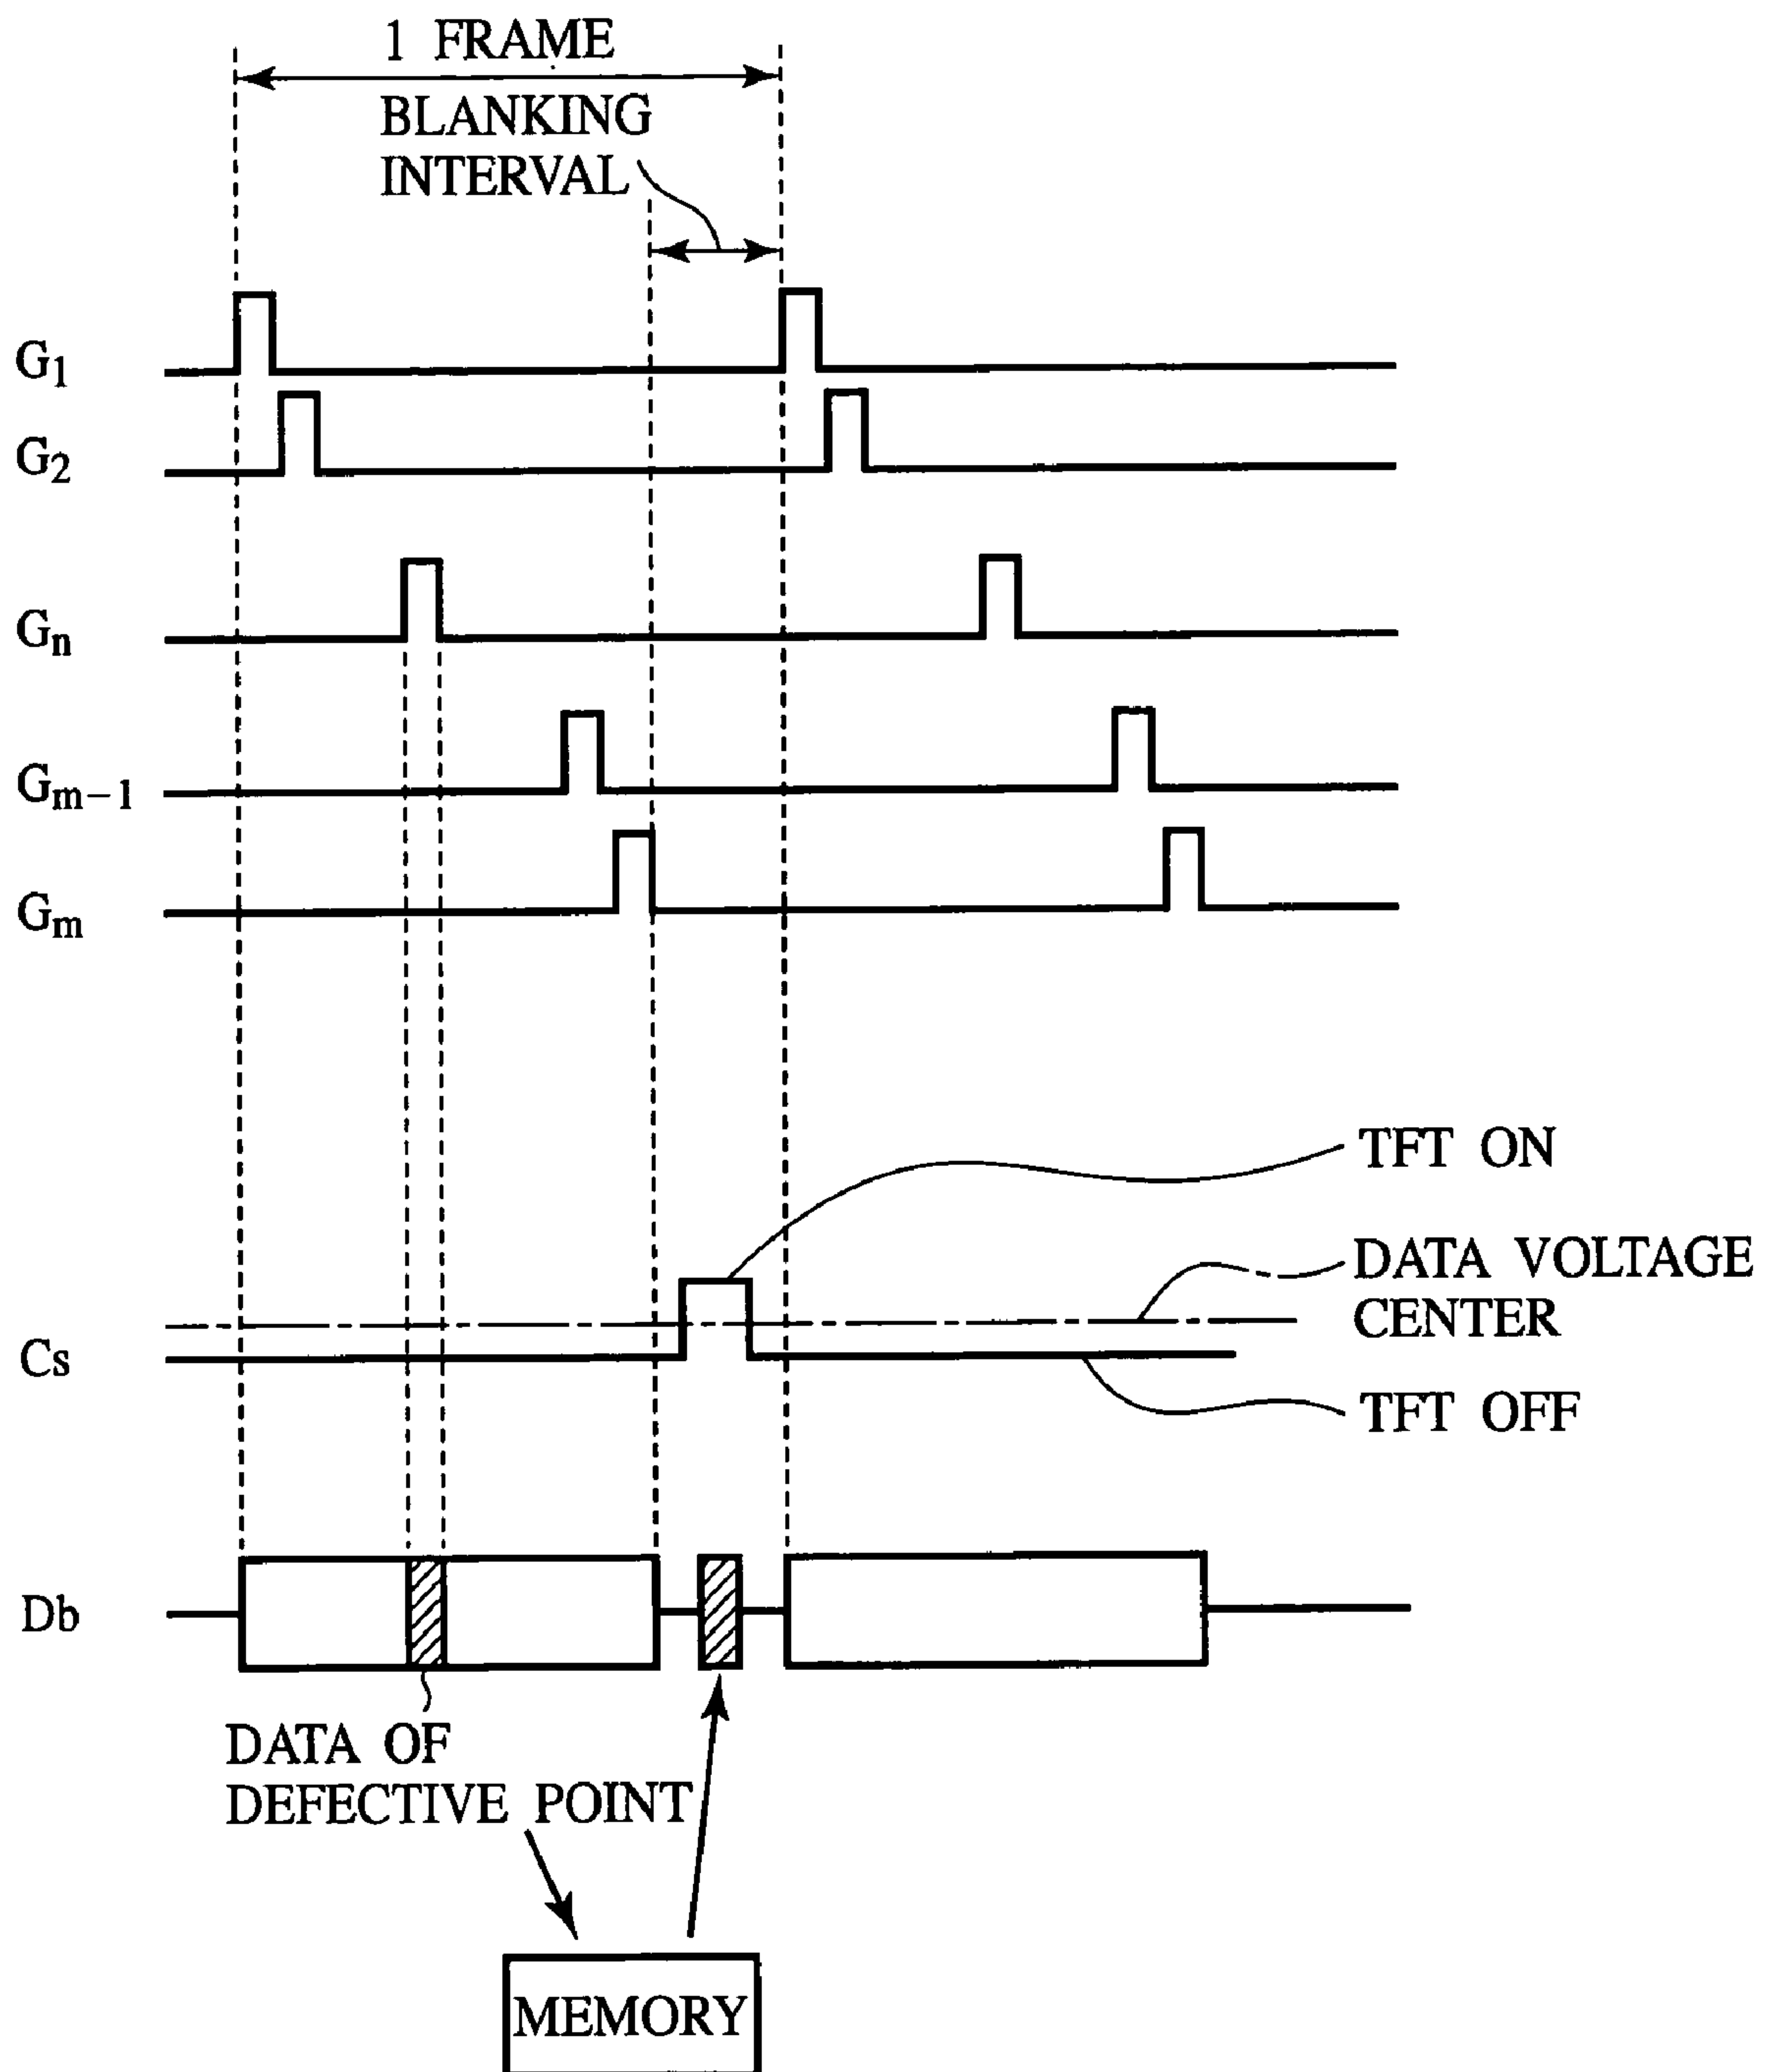 1 FRAME
BLANKING
INTERVAL
G1
G2
Gn
Gm-1
Gm
TFT ON
DATA VOLTAGE
CENTER
Cs
TFT OFF
Db
DATA OF
DEFECTIVE POINT
MEMORY